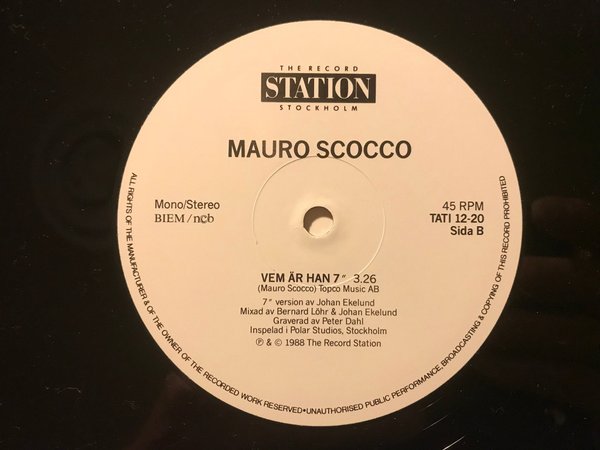 THE RECORD
STATION
STOCKHOLM
MAURO SCOCCO
Mono/Stereo
BIEM/ncb
45 RPM
TATI 12-20
Sida B
VEM ÄR HAN 7" 3.26
(Mauro Scocco) Topco Music AB
7" version av Johan Ekelund
Mixad av Bernard Löhr & Johan Ekelund
Graverad av Peter Dahl
Inspelad i Polar Studios, Stockholm
℗ & © 1988 The Record Station
ALL RIGHTS OF THE MANUFACTURER & OF THE OWNER OF THE RECORDED WORK RESERVED•UNAUTHORISED PUBLIC PERFORMANCE, BROADCASTING & COPYING OF THIS RECORD PROHIBITED